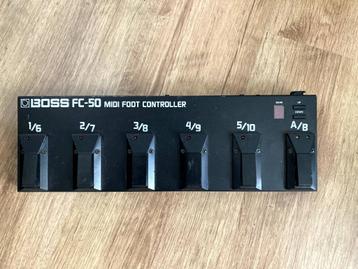 BOSS FC-50 MIDI FOOT CONTROLLER
1/6 2/7 3/8 4/9 5/10 A/B